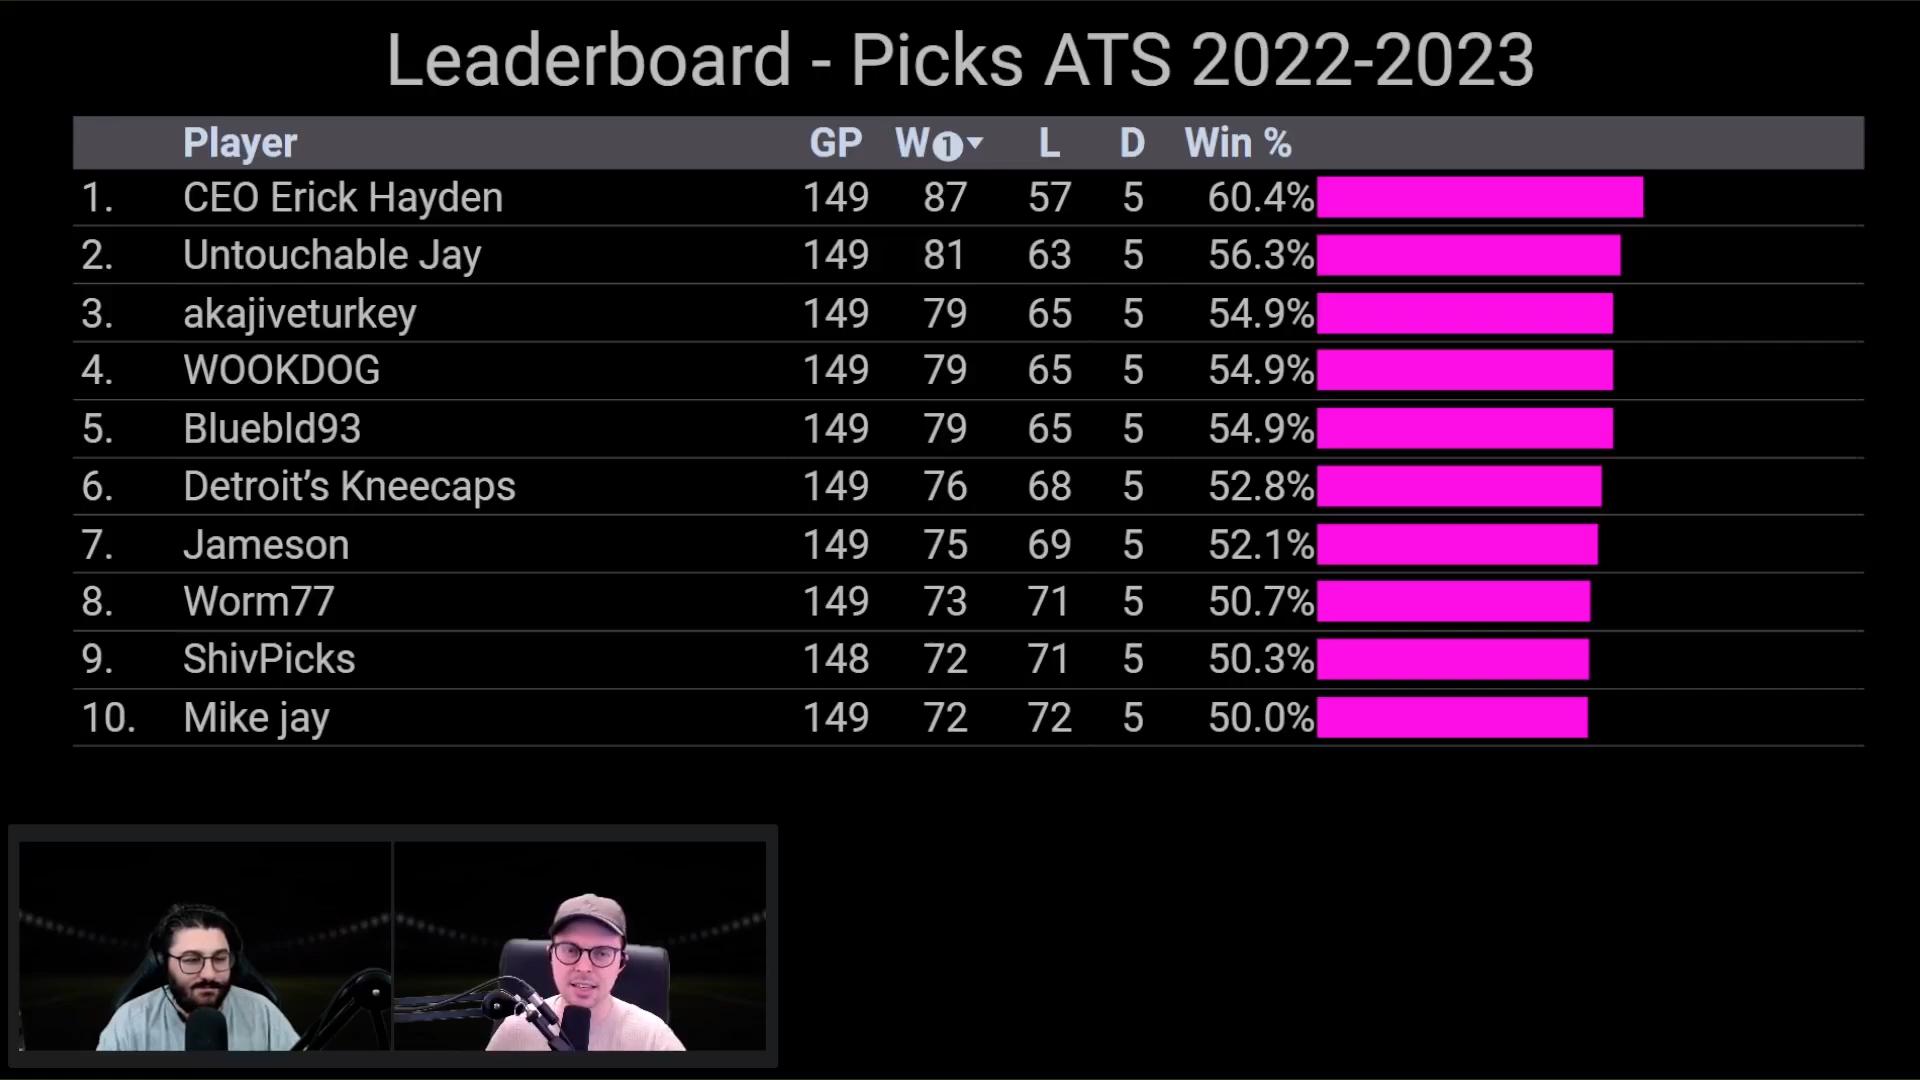 Leaderboard - Picks ATS 2022-2023
Player GP W 1 L D Win %
1. CEO Erick Hayden 149 87 57 5 60.4%
2. Untouchable Jay 149 81 63 5 56.3%
3. akajiveturkey 149 79 65 5 54.9%
4. WOOKDOG 149 79 65 5 54.9%
5. Bluebld93 149 79 65 5 54.9%
6. Detroit’s Kneecaps 149 76 68 5 52.8%
7. Jameson 149 75 69 5 52.1%
8. Worm77 149 73 71 5 50.7%
9. ShivPicks 148 72 71 5 50.3%
10. Mike jay 149 72 72 5 50.0%